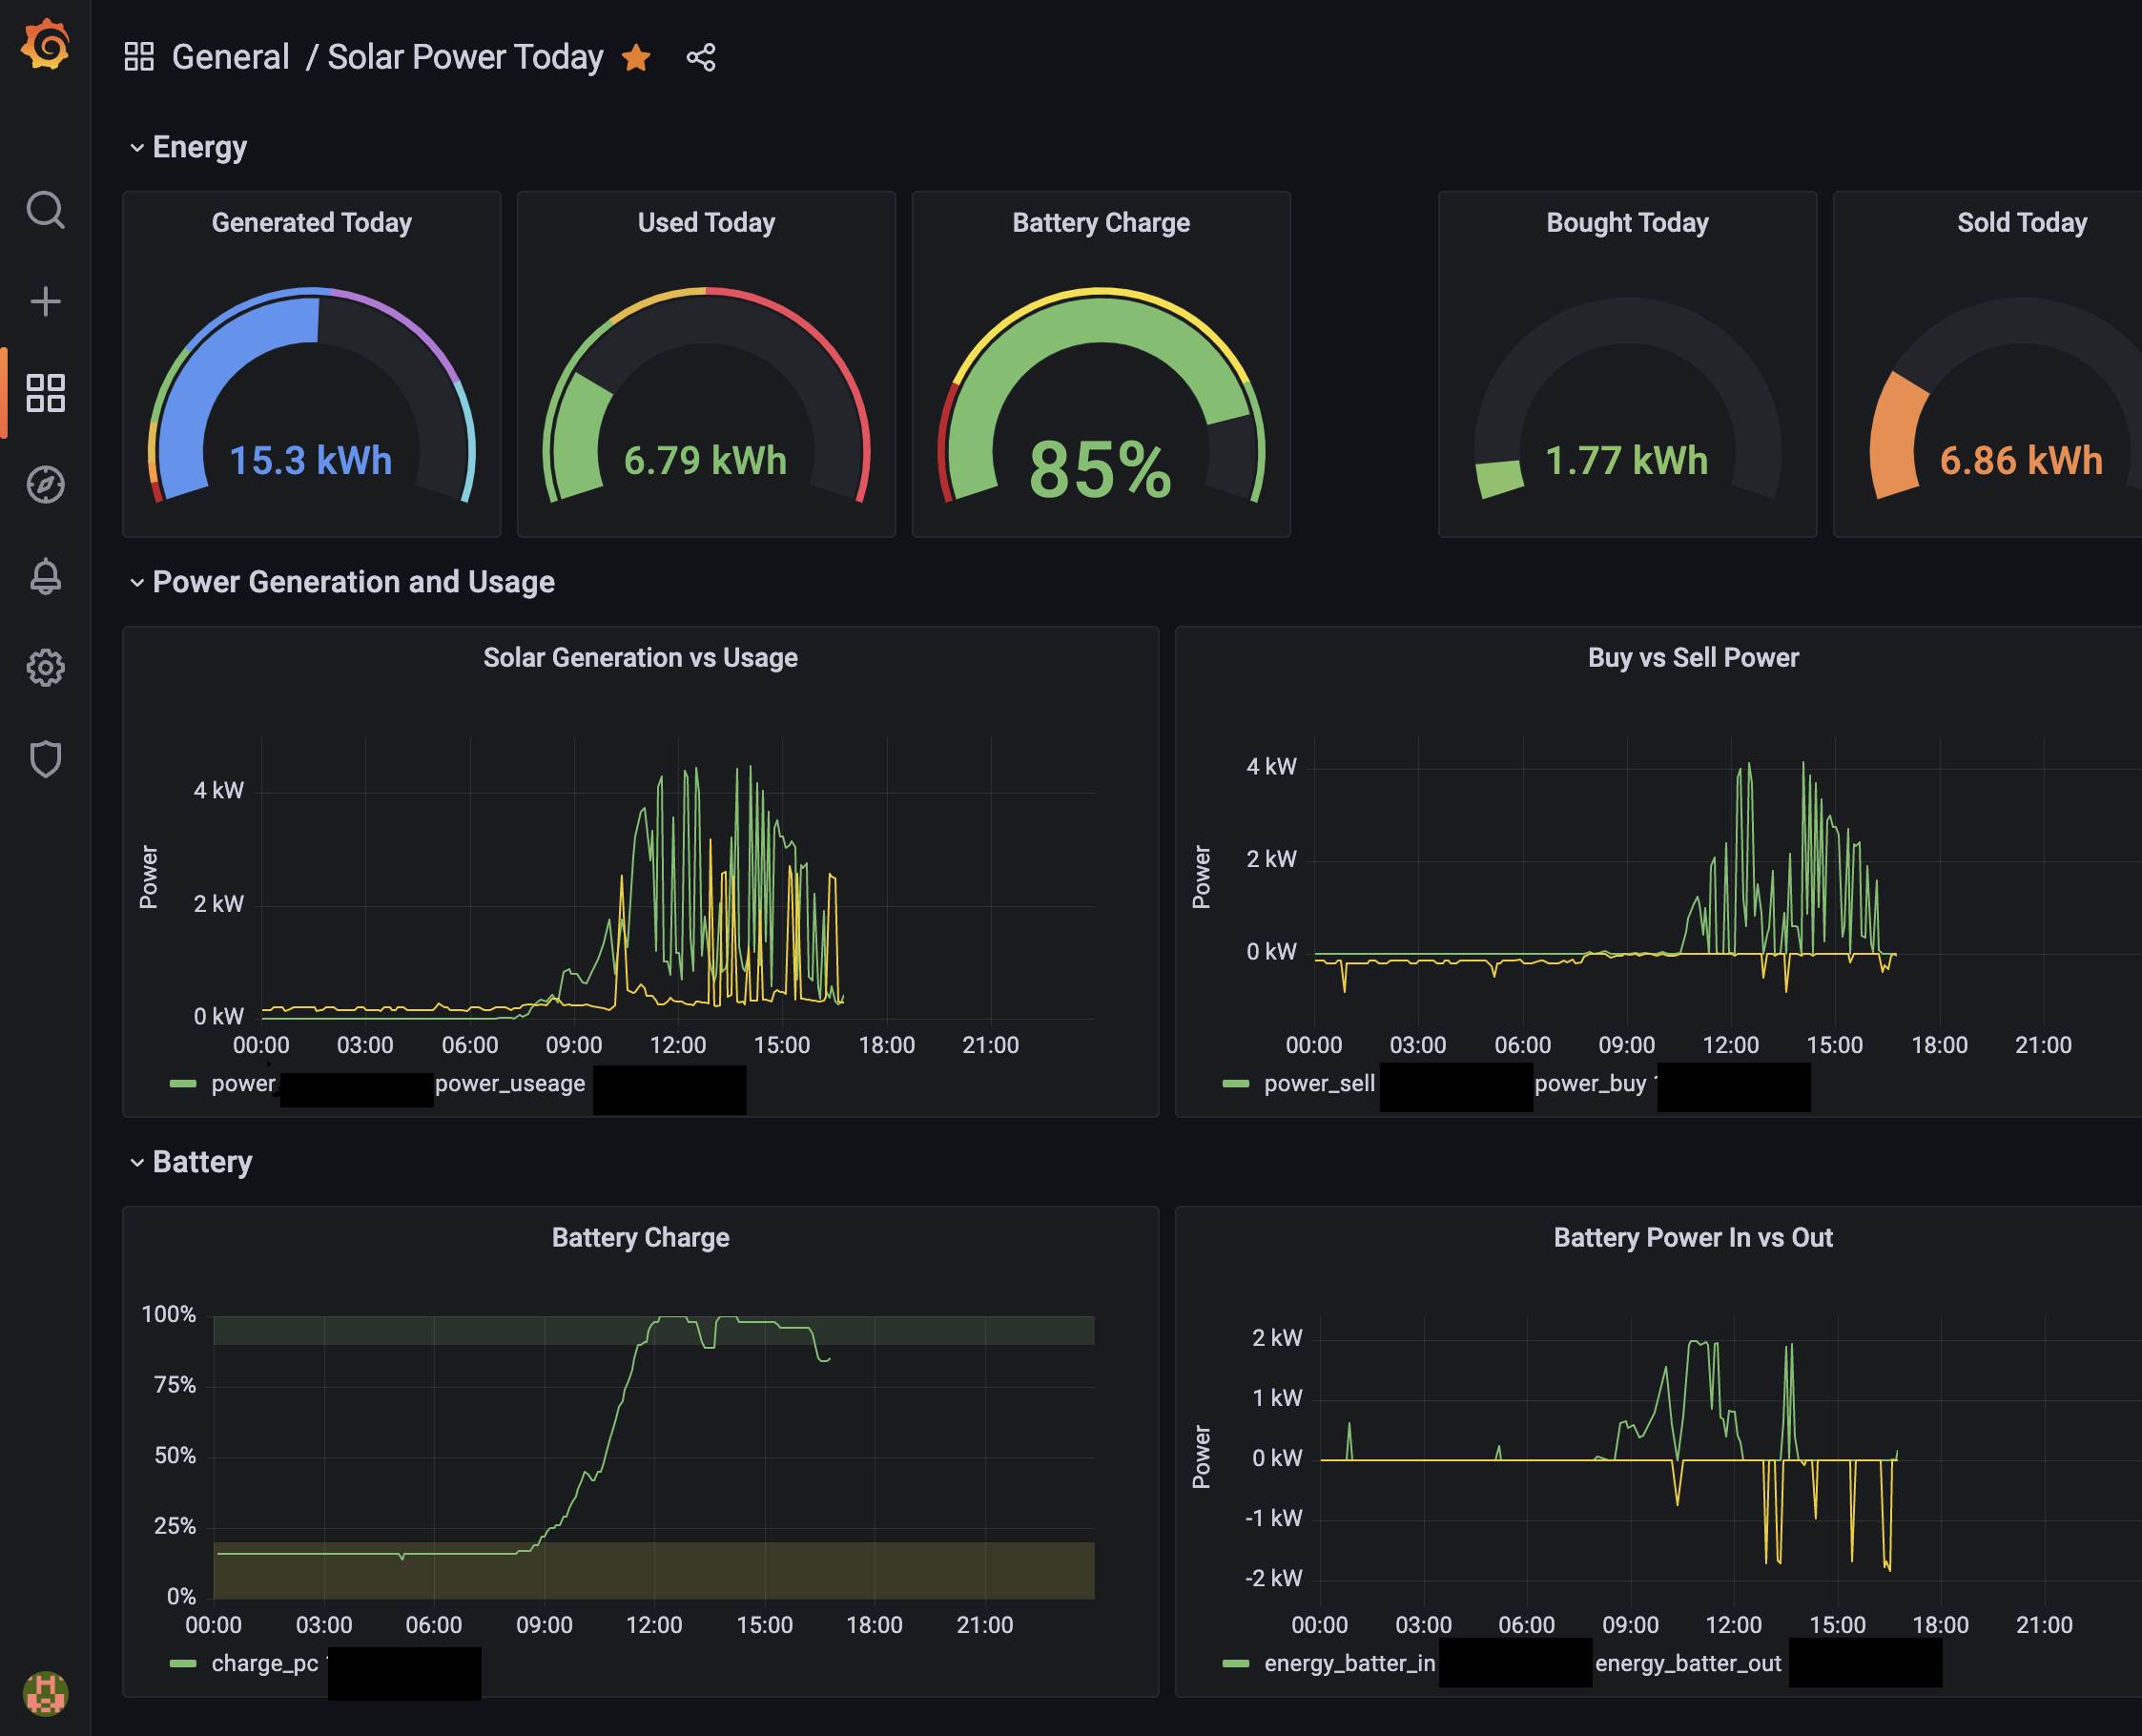 General / Solar Power Today
Energy
Generated Today
15.3 kWh
Used Today
6.79 kWh
Battery Charge
85%
Bought Today
1.77 kWh
Sold Today
6.86 kWh
Power Generation and Usage
Solar Generation vs Usage
Power
4 kW
2 kW
0 kW
00:00 03:00 06:00 09:00 12:00 15:00 18:00 21:00
power power_useage
Buy vs Sell Power
Power
4 kW
2 kW
0 kW
00:00 03:00 06:00 09:00 12:00 15:00 18:00 21:00
power_sell power_buy
Battery
Battery Charge
100%
75%
50%
25%
0%
00:00 03:00 06:00 09:00 12:00 15:00 18:00 21:00
charge_pc
Battery Power In vs Out
Power
2 kW
1 kW
0 kW
-1 kW
-2 kW
00:00 03:00 06:00 09:00 12:00 15:00 18:00 21:00
energy_batter_in energy_batter_out